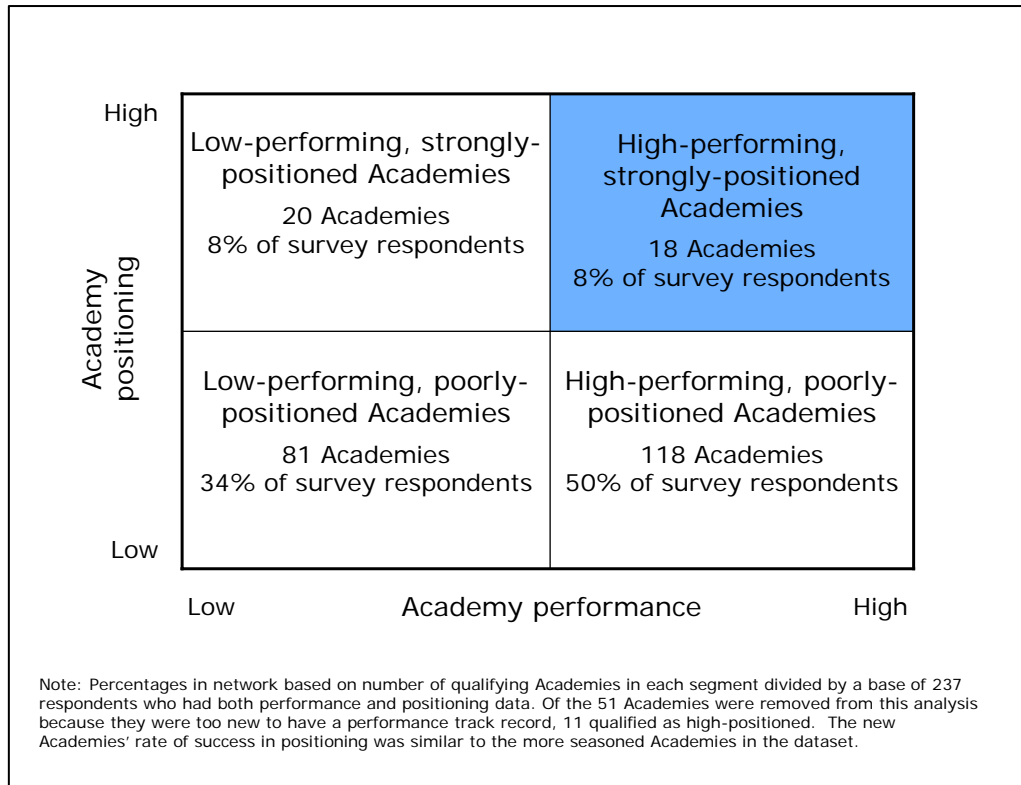 High
Low-performing, strongly-
positioned Academies
20 Academies
8% of survey respondents
High-performing,
strongly-positioned
Academies
18 Academies
8% of survey respondents
Academy
positioning
Low-performing, poorly-
positioned Academies
81 Academies
34% of survey respondents
High-performing, poorly-
positioned Academies
118 Academies
50% of survey respondents
Low
Low
Academy performance
High
Note: Percentages in network based on number of qualifying Academies in each segment divided by a base of 237
respondents who had both performance and positioning data. Of the 51 Academies were removed from this analysis
because they were too new to have a performance track record, 11 qualified as high-positioned. The new
Academies' rate of success in positioning was similar to the more seasoned Academies in the dataset.